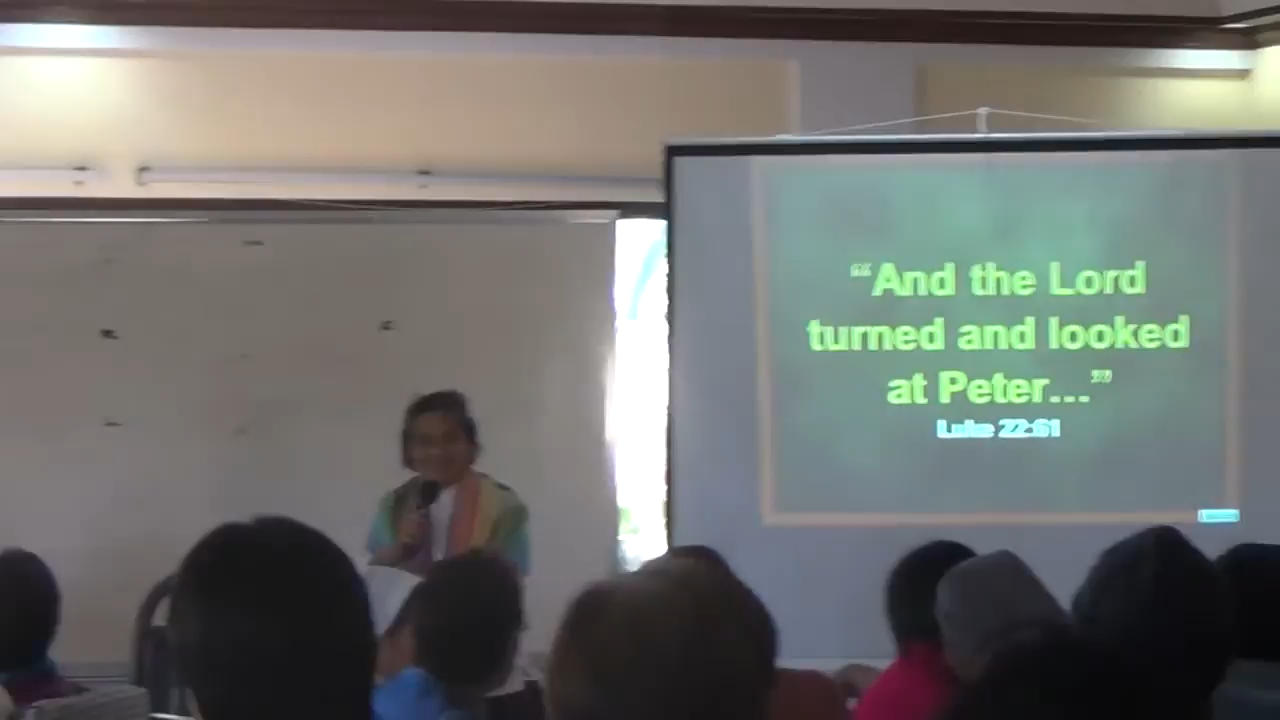 “And the Lord
turned and looked
at Peter...”
Luke 22:61